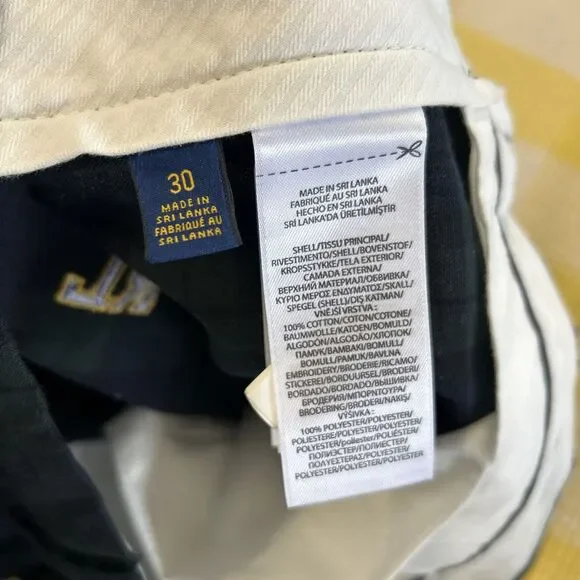 30
MADE IN
SRI LANKA
FABRIQUÉ AU
SRI LANKA
MADE IN SRI LANKA
FABRIQUÉ AU SRI LANKA
HECHO EN SRI LANKA
SRI LANKA'DA ÜRETİLMİŞTİR
SHELL/TISSU PRINCIPAL/
RIVESTIMENTO/SHELL/BOVENSTOF/
KROPSSTYKKE/TELA EXTERIOR/
CAMADA EXTERNA/
ВЕРХНИЙ МАТЕРИАЛ/ОБВИВКА/
ΚΥΡΙΟ ΜΕΡΟΣ ΕΝΔΥΜΑΤΟΣ/SKALL/
SPEGEL (SHELL)/DIŞ KATMAN/
VNĚJŠÍ VRSTVA :
100% COTTON/COTON/COTONE/
BAUMWOLLE/KATOEN/BOMULD/
ALGODÓN/ALGODÃO/ХЛОПОК/
ПАМУК/ΒΑΜΒΑΚΙ/BOMULL/
BOMULL/PAMUK/BAVLNA
EMBROIDERY/BRODERIE/RICAMO/
STICKEREI/BORDUURSEL/BRODERI/
BORDADO/BORDADO/ВЫШИВКА/
БРОДЕРИЯ/ΜΠΟΡΝΤΟΥΡΑ/
BRODERING/BRODERI/NAKIŞ/
VÝŠIVKA :
100% POLYESTER/POLYESTER/
POLIESTERE/POLYESTER/POLYESTER/
POLYESTER/poliester/POLIÉSTER/
ПОЛИЭСТЕР/ПОЛИЕСТЕР/
ΠΟΛΥΕΣΤΕΡΑΣ/POLYESTER/
POLYESTER/POLYESTER/POLYESTER